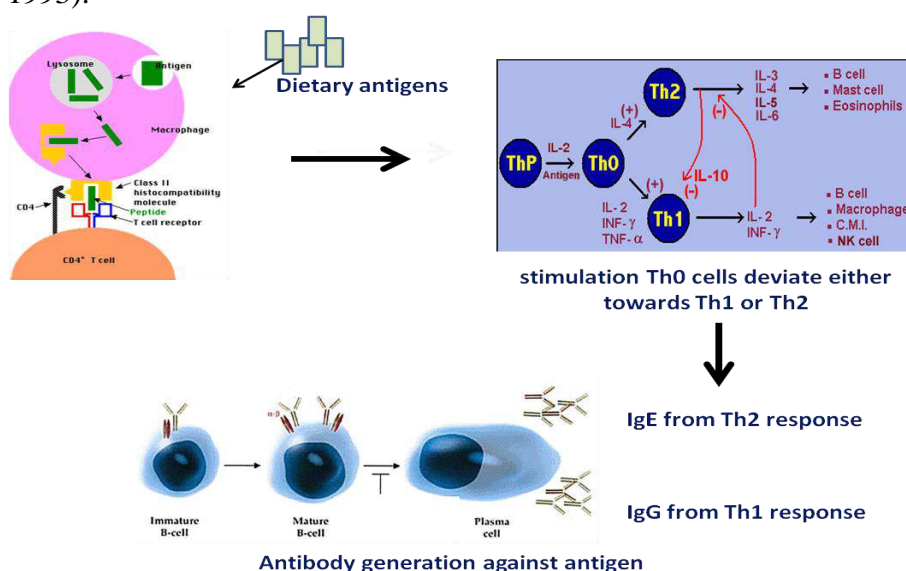 1995).
Lysosome
Antigen
Dietary antigens
Macrophage
Class II
histocompatibility
molecule
Peptide
T cell receptor
CD4
CD4+ T cell
ThP
IL-2
Antigen
Th0
(+)
IL-4
Th2
(-)
IL-3
IL-4
IL-5
IL-6
▪ B cell
▪ Mast cell
▪ Eosinophils
IL-10
(-)
(+)
IL- 2
INF- γ
TNF- α
Th1
IL- 2
INF- γ
▪ B cell
▪ Macrophage
▪ C.M.I.
▪ NK cell
stimulation Th0 cells deviate either
towards Th1 or Th2
α-β
T
Immature
B-cell
Mature
B-cell
Plasma
cell
IgE from Th2 response
IgG from Th1 response
Antibody generation against antigen